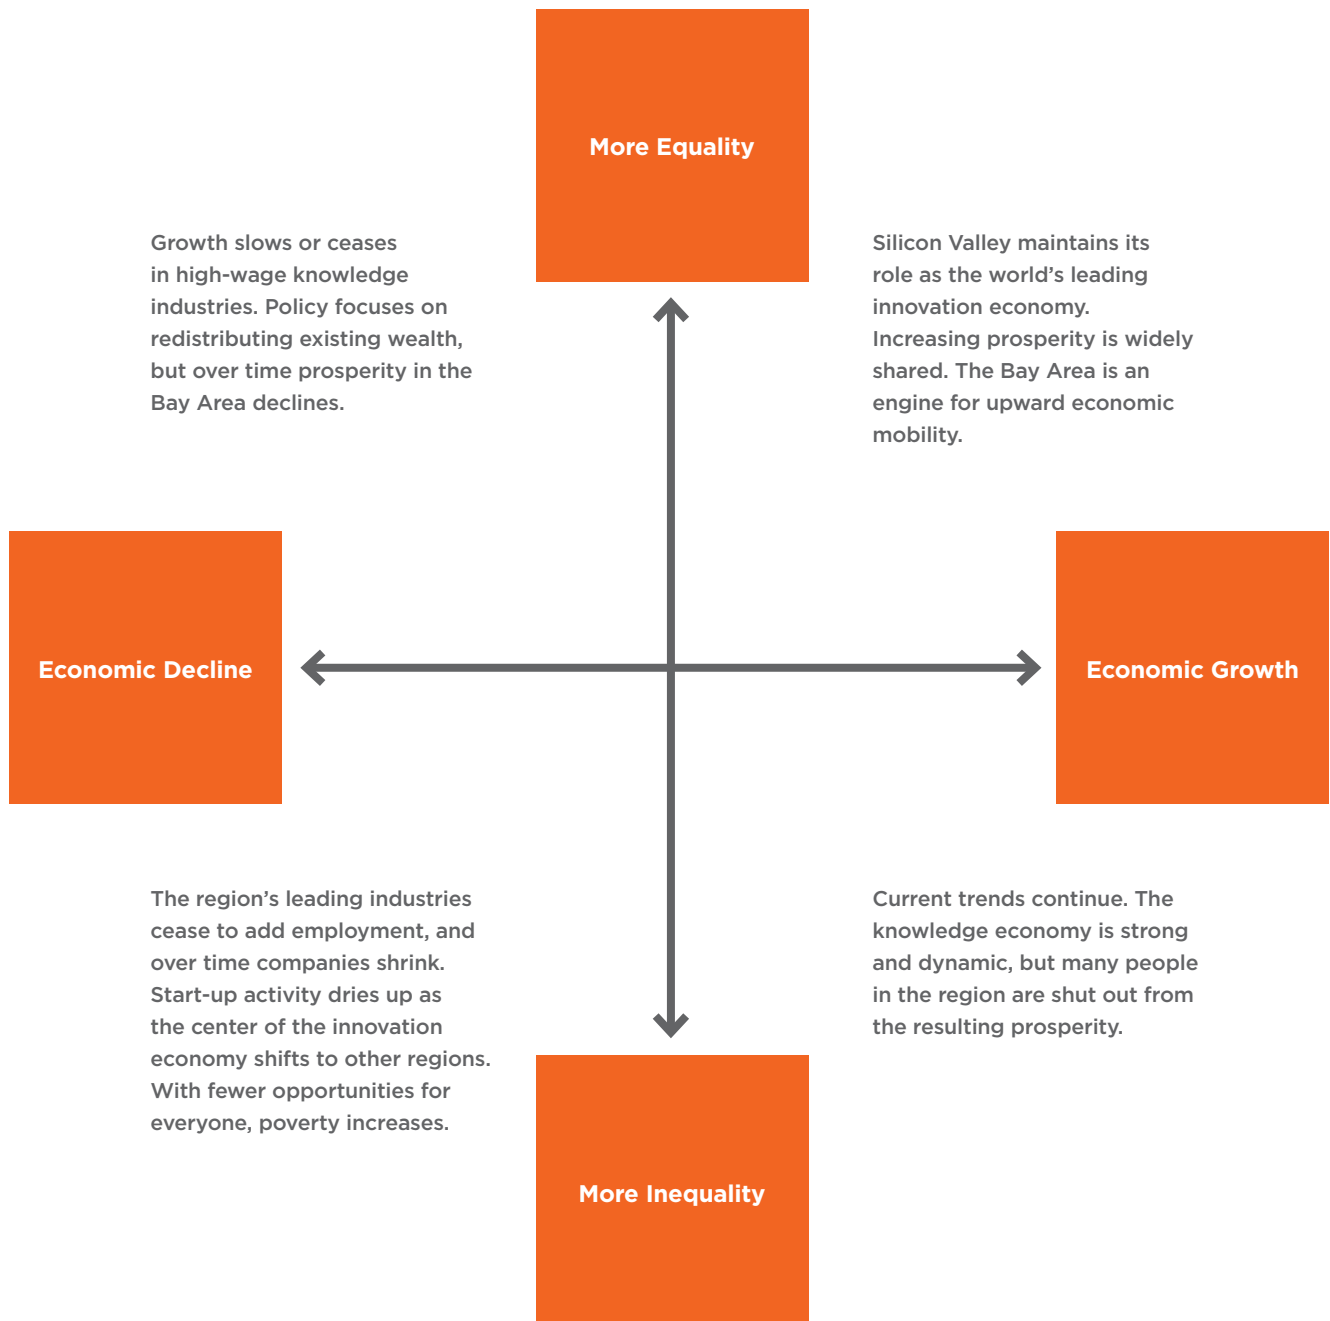 More Equality
Growth slows or ceases
in high-wage knowledge
industries. Policy focuses on
redistributing existing wealth,
but over time prosperity in the
Bay Area declines.
Silicon Valley maintains its
role as the world’s leading
innovation economy.
Increasing prosperity is widely
shared. The Bay Area is an
engine for upward economic
mobility.
Economic Decline
Economic Growth
The region’s leading industries
cease to add employment, and
over time companies shrink.
Start-up activity dries up as
the center of the innovation
economy shifts to other regions.
With fewer opportunities for
everyone, poverty increases.
Current trends continue. The
knowledge economy is strong
and dynamic, but many people
in the region are shut out from
the resulting prosperity.
More Inequality